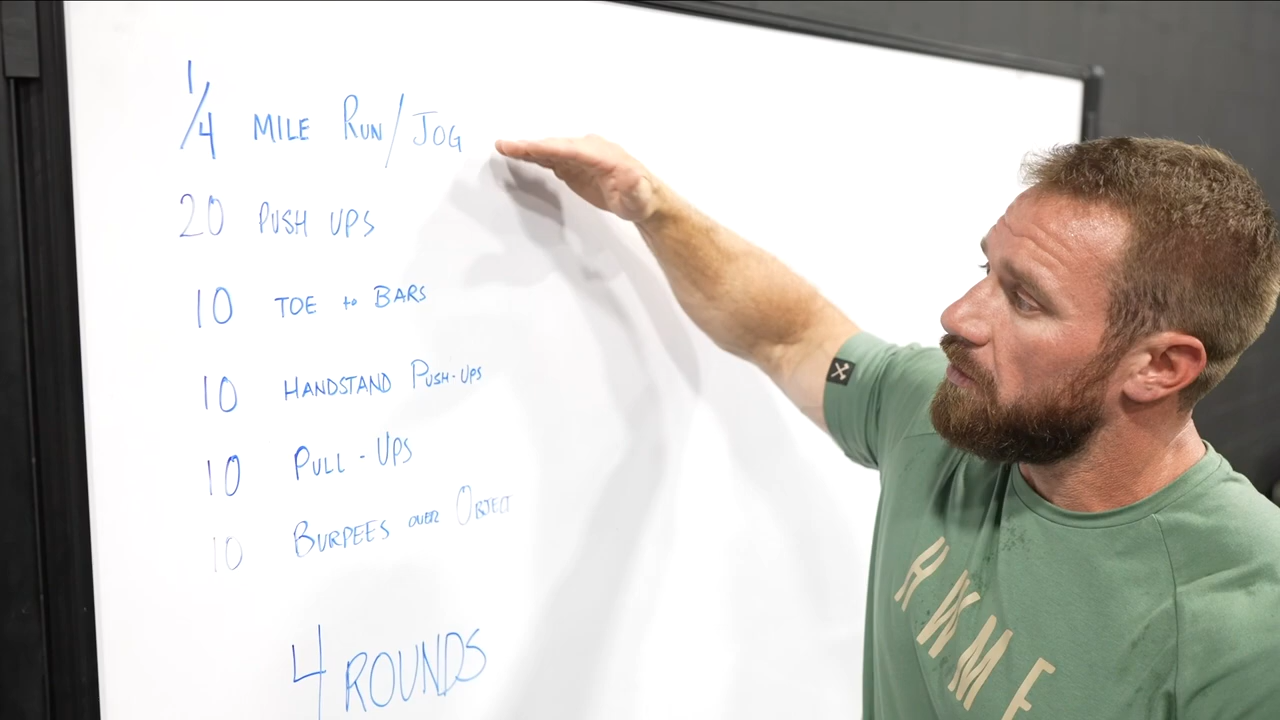 1/4 MILE RUN/JOG
20 PUSH UPS
10 TOE to BARS
10 HANDSTAND PUSH-UPS
10 PULL-UPS
10 BURPEES OVER OBJECT
4 ROUNDS